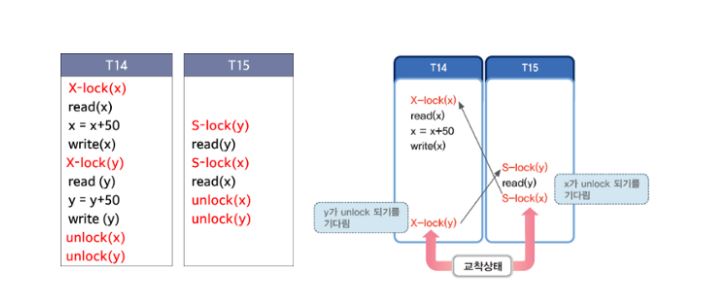 T14
X-lock(x)
read(x)
x = x+50
write(x)
X-lock(y)
read (y)
y = y+50
write (y)
unlock(x)
unlock(y)
T15
S-lock(y)
read(y)
S-lock(x)
read(x)
unlock(x)
unlock(y)
T14
X-lock(x)
read(x)
x = x+50
write(x)
X-lock(y)
T15
S-lock(y)
read(y)
S-lock(x)
y가 unlock 되기를
기다림
x가 unlock 되기를
기다림
교착상태